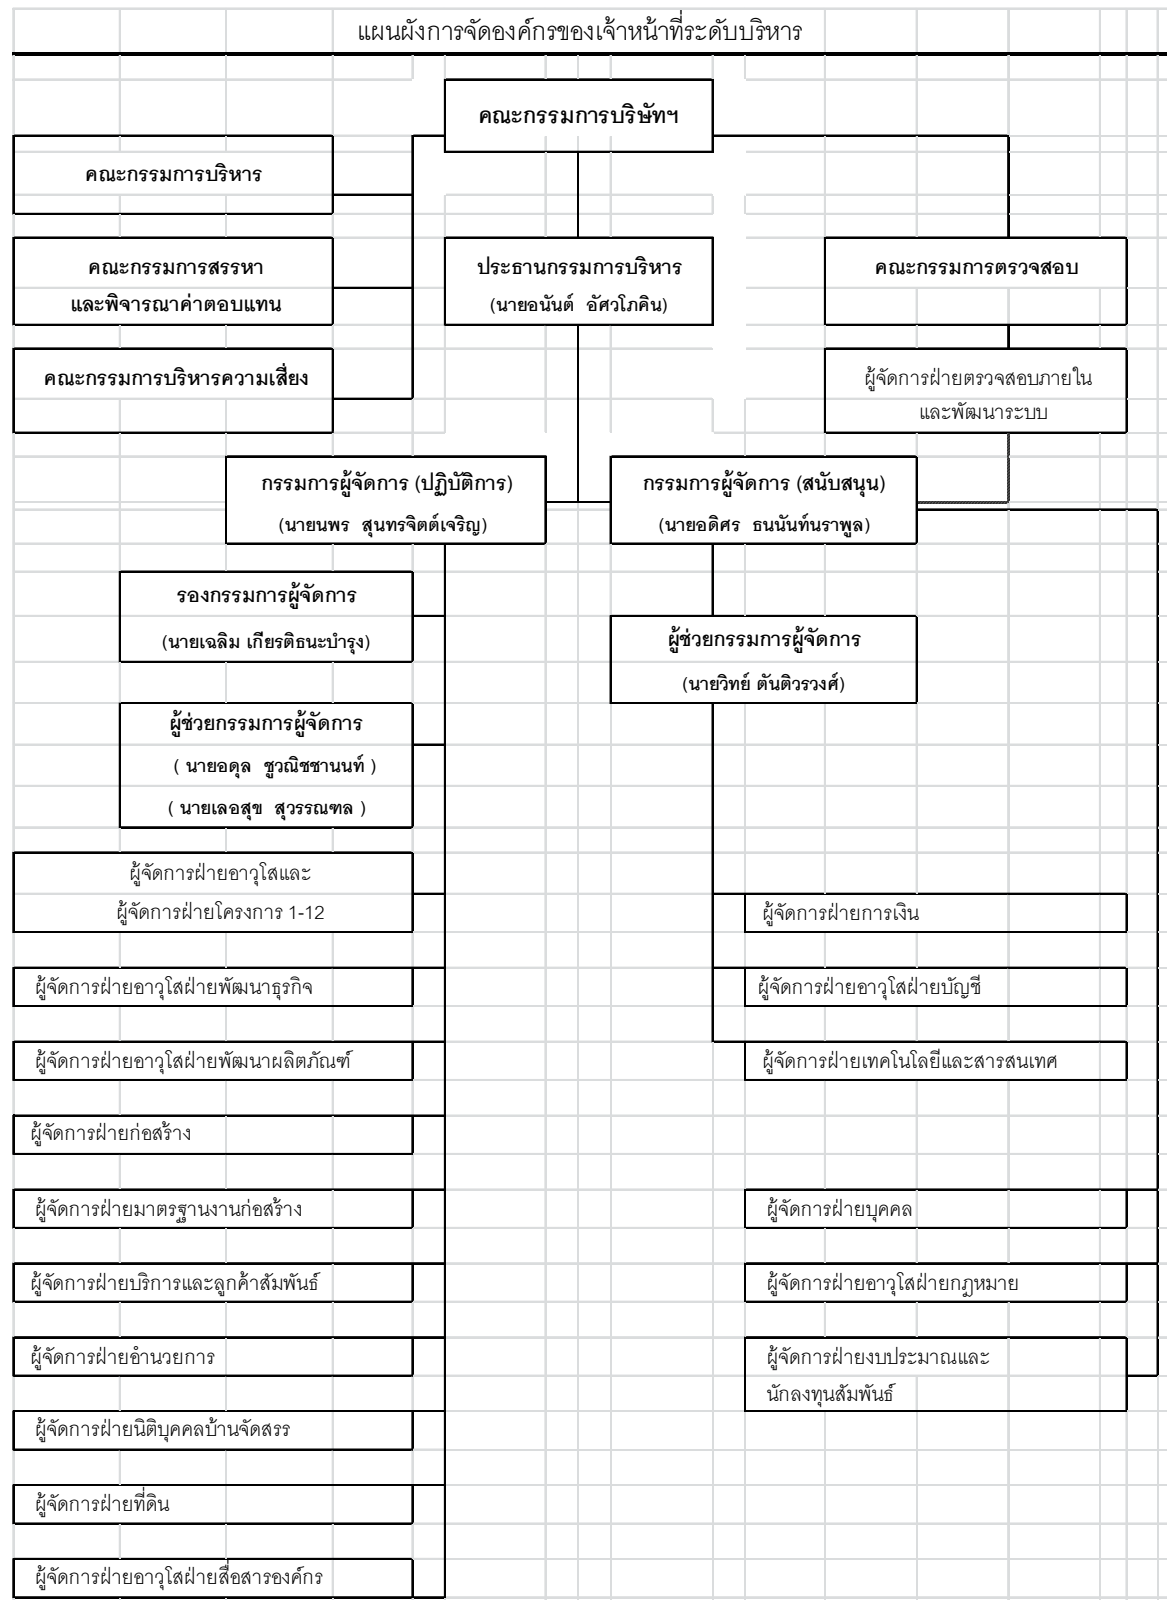 แผนผังการจัดองค์กรของเจ้าหน้าที่ระดับบริหาร
คณะกรรมการบริษัทฯ
คณะกรรมการบริหาร
คณะกรรมการสรรหา
และพิจารณาค่าตอบแทน
ประธานกรรมการบริหาร
(นายอนันต์ อัศวโภคิน)
คณะกรรมการตรวจสอบ
คณะกรรมการบริหารความเสี่ยง
ผู้จัดการฝ่ายตรวจสอบภายใน
และพัฒนาระบบ
กรรมการผู้จัดการ (ปฏิบัติการ)
(นายนพร สุนทรจิตต์เจริญ)
กรรมการผู้จัดการ (สนับสนุน)
(นายอดิศร ธนนันท์นราพูล)
รองกรรมการผู้จัดการ
(นายเฉลิม เกียรติธนะบำรุง)
ผู้ช่วยกรรมการผู้จัดการ
(นายวิทย์ ตันติวรวงศ์)
ผู้ช่วยกรรมการผู้จัดการ
( นายอดุล ชูวณิชชานนท์ )
( นายเลอสุข สุวรรณฑล )
ผู้จัดการฝ่ายอาวุโสและ
ผู้จัดการฝ่ายโครงการ 1-12
ผู้จัดการฝ่ายการเงิน
ผู้จัดการฝ่ายอาวุโสฝ่ายพัฒนาธุรกิจ
ผู้จัดการฝ่ายอาวุโสฝ่ายบัญชี
ผู้จัดการฝ่ายอาวุโสฝ่ายพัฒนาผลิตภัณฑ์
ผู้จัดการฝ่ายเทคโนโลยีและสารสนเทศ
ผู้จัดการฝ่ายก่อสร้าง
ผู้จัดการฝ่ายมาตรฐานงานก่อสร้าง
ผู้จัดการฝ่ายบุคคล
ผู้จัดการฝ่ายบริการและลูกค้าสัมพันธ์
ผู้จัดการฝ่ายอาวุโสฝ่ายกฎหมาย
ผู้จัดการฝ่ายอำนวยการ
ผู้จัดการฝ่ายงบประมาณและ
นักลงทุนสัมพันธ์
ผู้จัดการฝ่ายนิติบุคคลบ้านจัดสรร
ผู้จัดการฝ่ายที่ดิน
ผู้จัดการฝ่ายอาวุโสฝ่ายสื่อสารองค์กร